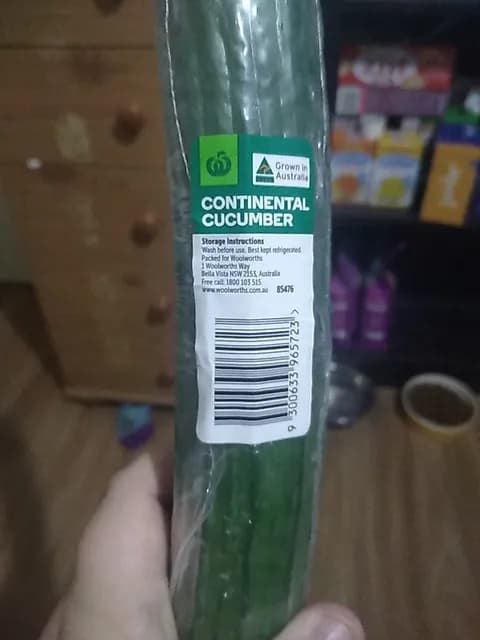 Grown in
Australia
CONTINENTAL
CUCUMBER
Storage Instructions
Wash before use. Best kept refrigerated.
Packed for Woolworths
1 Woolworths Way
Bella Vista NSW 2153, Australia
Free call: 1800 103 515
www.woolworths.com.au 85476
9 300633 965723 >